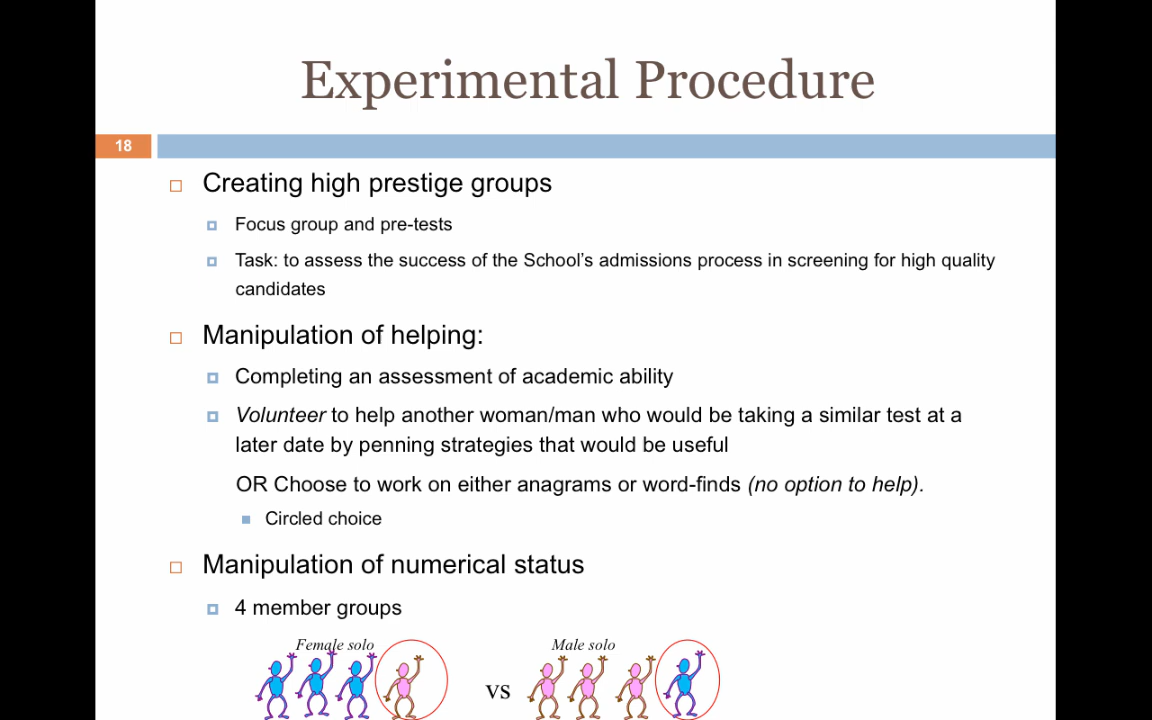 Experimental Procedure
18
Creating high prestige groups
Focus group and pre-tests
Task: to assess the success of the School’s admissions process in screening for high quality
candidates
Manipulation of helping:
Completing an assessment of academic ability
Volunteer to help another woman/man who would be taking a similar test at a
later date by penning strategies that would be useful
OR Choose to work on either anagrams or word-finds (no option to help).
Circled choice
Manipulation of numerical status
4 member groups
Female solo
Male solo
vs